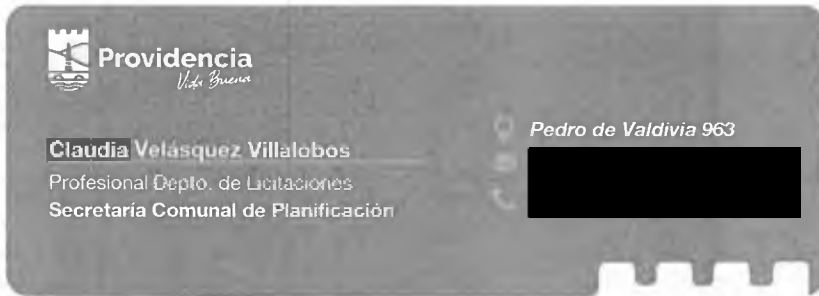 Providencia
Vida Buena
Claudia Velásquez Villalobos
Profesional Depto. de Licitaciones
Secretaría Comunal de Planificación
Pedro de Valdivia 963